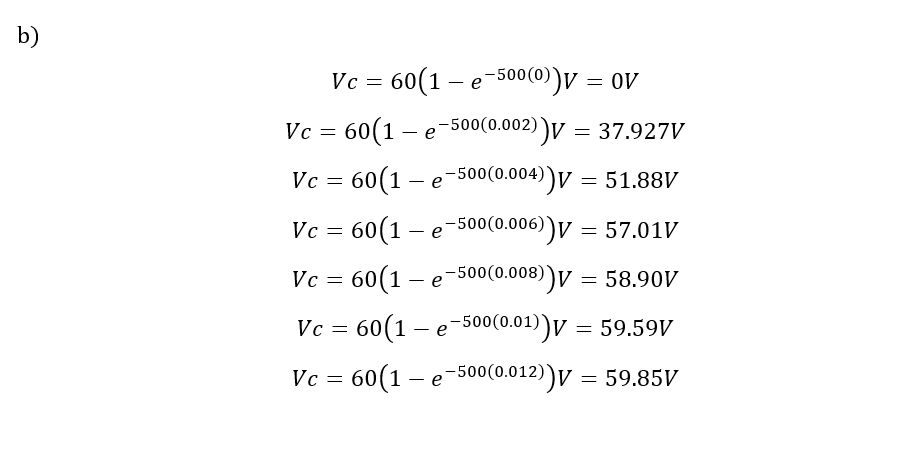 b)
Vc = 60(1 − e^−500(0))V = 0V
Vc = 60(1 − e^−500(0.002))V = 37.927V
Vc = 60(1 − e^−500(0.004))V = 51.88V
Vc = 60(1 − e^−500(0.006))V = 57.01V
Vc = 60(1 − e^−500(0.008))V = 58.90V
Vc = 60(1 − e^−500(0.01))V = 59.59V
Vc = 60(1 − e^−500(0.012))V = 59.85V